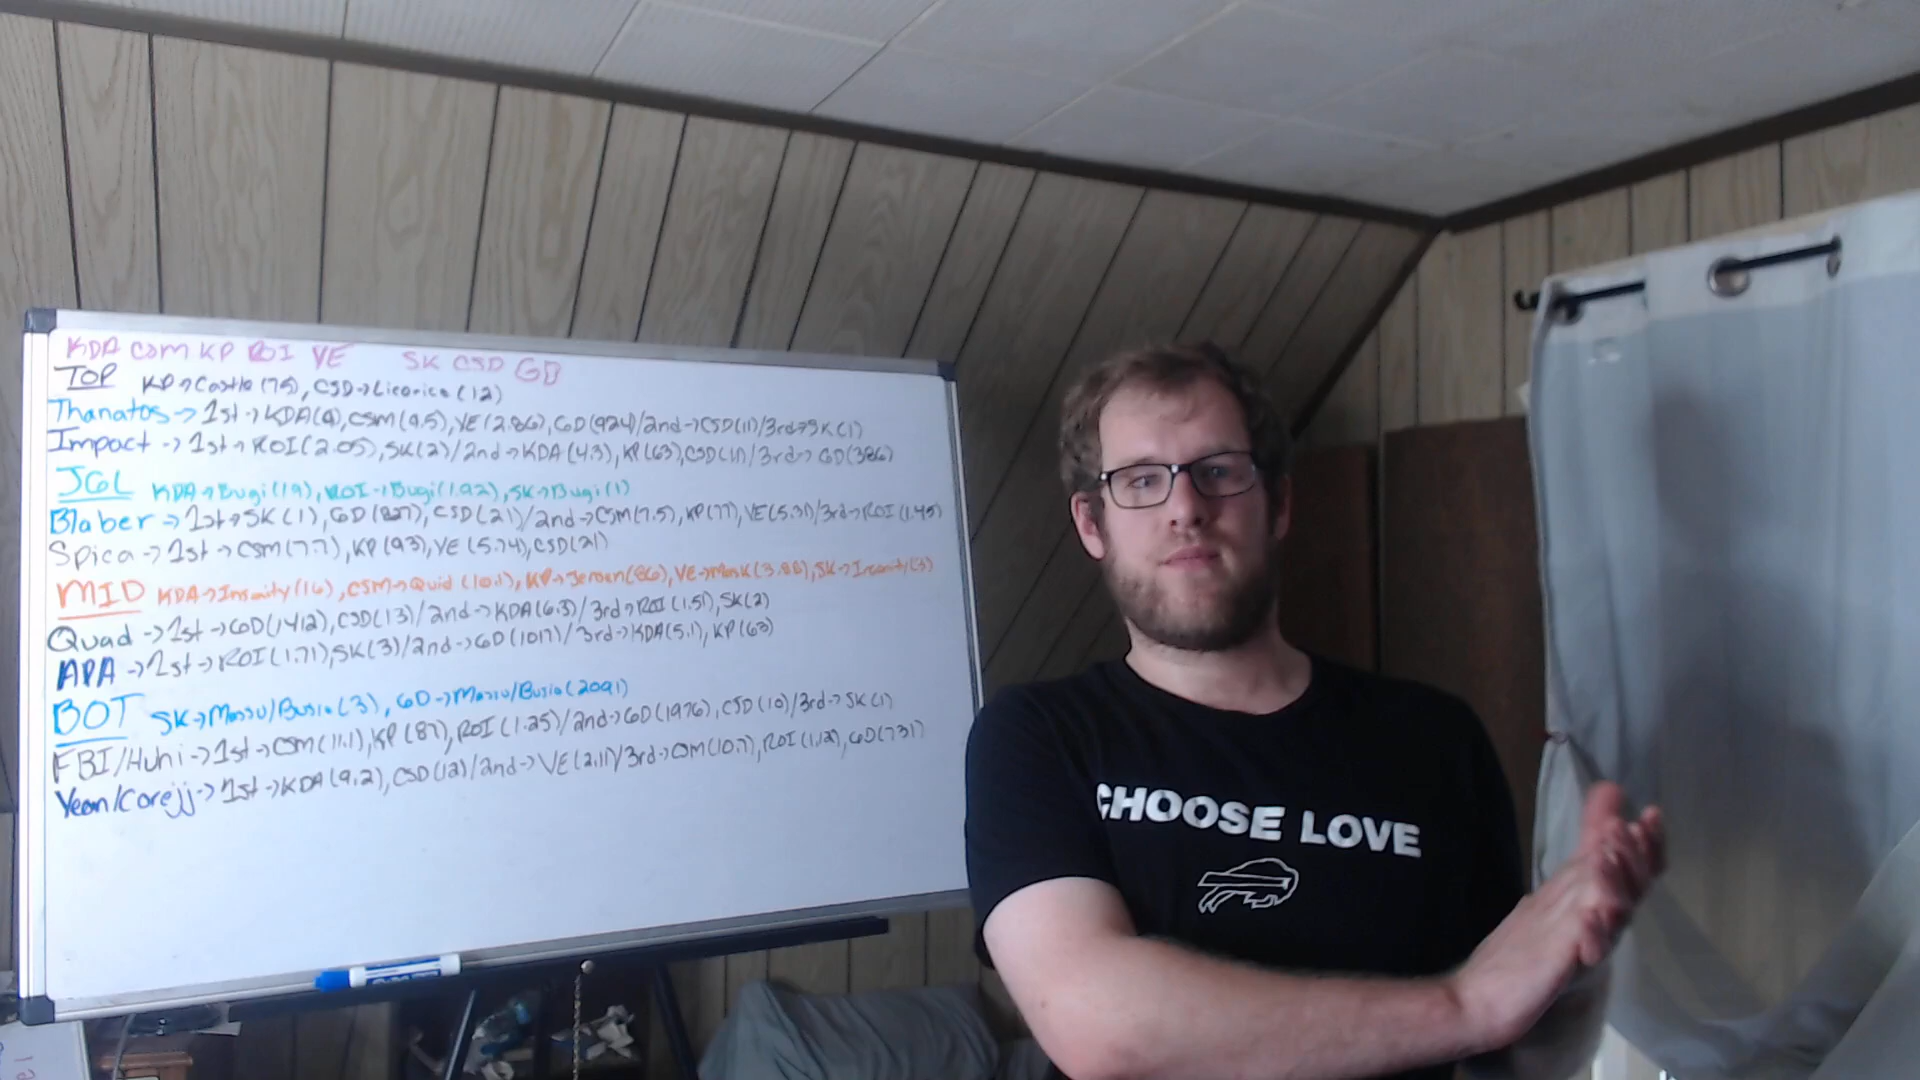 KDA CSM KP ROI VE SK CSD GD
TOP KP→Castle(75), CSD→Licorice(12)
Thanatos→1st→KDA(9), CSM(9.5), VE(2.86), GD(924)/2nd→CSD(11)/3rd→SK(1)
Impact→1st→ROI(2.05), SK(2)/2nd→KDA(4.3), KP(63), CSD(11)/3rd→GD(386)
JGL KDA→Bugi(19), ROI→Bugi(1.92), SK→Bugi(1)
Blaber→1st→SK(1), GD(827), CSD(21)/2nd→CSM(7.5), KP(77), VE(5.31)/3rd→ROI(1.45)
Spica→1st→CSM(7.7), KP(93), VE(5.74), CSD(21)
MID KDA→Insanity(16), CSM→Quid(10.1), KP→Jensen(86), VE→Mask(3.88), SK→Insanity(3)
Quad→1st→GD(1412), CSD(13)/2nd→KDA(6.3)/3rd→ROI(1.51), SK(2)
APA→1st→ROI(1.71), SK(3)/2nd→GD(1017)/3rd→KDA(5.1), KP(63)
BOT SK→Massu/Busio(3), GD→Massu/Busio(2091)
FBI/Huhi→1st→CSM(11.1), KP(87), ROI(1.25)/2nd→GD(1976), CSD(10)/3rd→SK(1)
Yeon/Corejj→1st→KDA(9.2), CSD(12)/2nd→VE(2.11)/3rd→CSM(10.7), ROI(1.12), GD(731)
CHOOSE LOVE